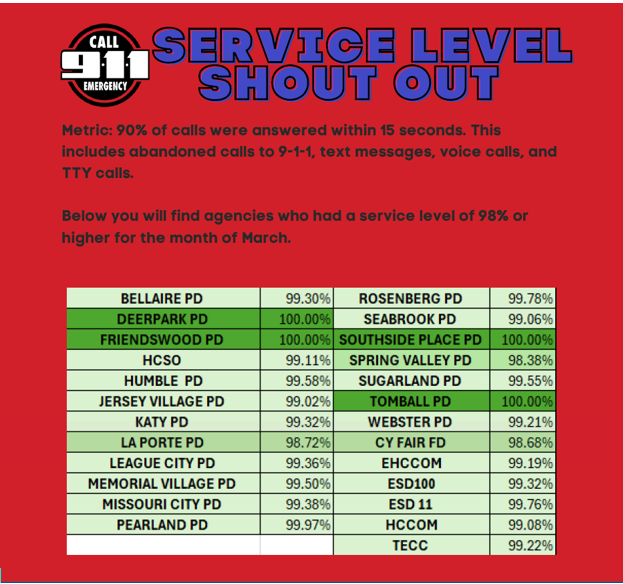 CALL
9·1·1
EMERGENCY
SERVICE LEVEL
SHOUT OUT
Metric: 90% of calls were answered within 15 seconds. This
includes abandoned calls to 9-1-1, text messages, voice calls, and
TTY calls.
Below you will find agencies who had a service level of 98% or
higher for the month of March.
BELLAIRE PD 99.30% ROSENBERG PD 99.78%
DEERPARK PD 100.00% SEABROOK PD 99.06%
FRIENDSWOOD PD 100.00% SOUTHSIDE PLACE PD 100.00%
HCSO 99.11% SPRING VALLEY PD 98.38%
HUMBLE PD 99.58% SUGARLAND PD 99.55%
JERSEY VILLAGE PD 99.02% TOMBALL PD 100.00%
KATY PD 99.32% WEBSTER PD 99.21%
LA PORTE PD 98.72% CY FAIR FD 98.68%
LEAGUE CITY PD 99.36% EHCCOM 99.19%
MEMORIAL VILLAGE PD 99.50% ESD100 99.32%
MISSOURI CITY PD 99.38% ESD 11 99.76%
PEARLAND PD 99.97% HCCOM 99.08%
TECC 99.22%